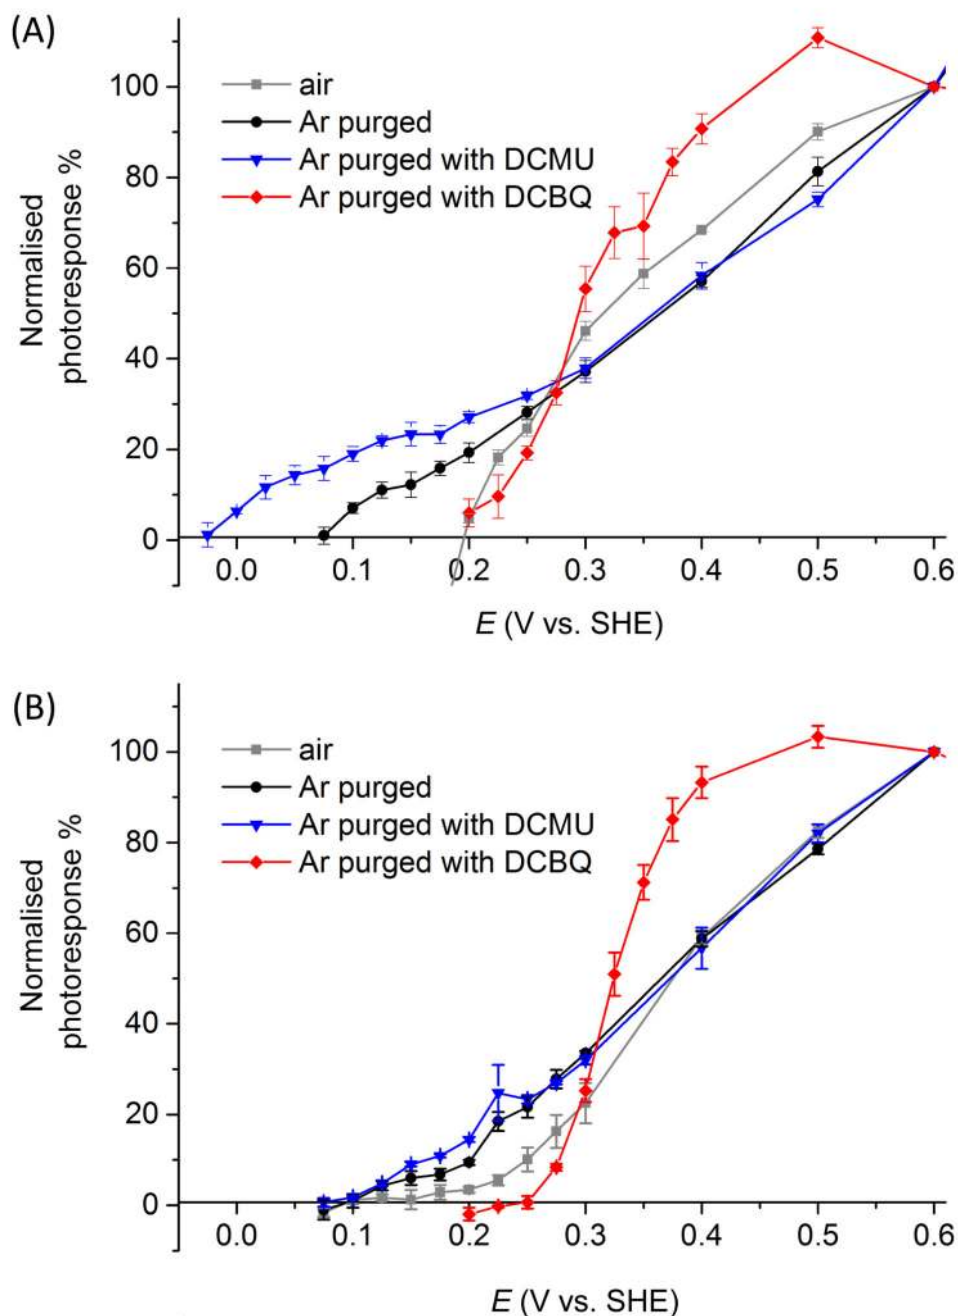 (A)
air
Ar purged
Ar purged with DCMU
Ar purged with DCBQ
Normalised
photoresponse %
100
80
60
40
20
0
0.0 0.1 0.2 0.3 0.4 0.5 0.6
E (V vs. SHE)
(B)
air
Ar purged
Ar purged with DCMU
Ar purged with DCBQ
Normalised
photoresponse %
100
80
60
40
20
0
0.0 0.1 0.2 0.3 0.4 0.5 0.6
E (V vs. SHE)